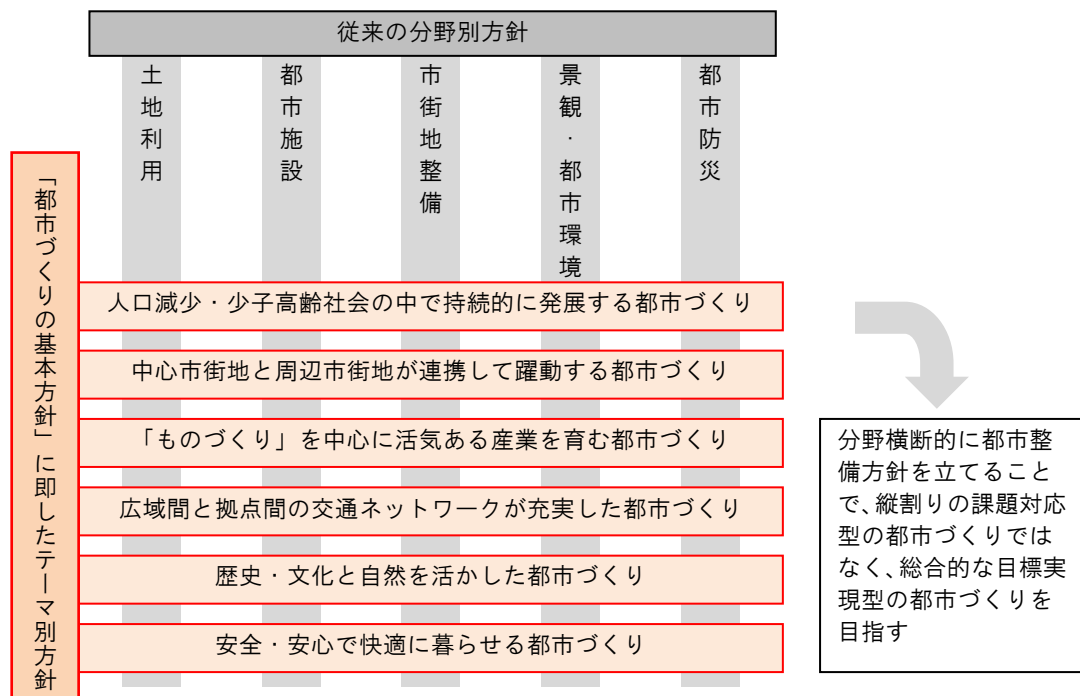 従来の分野別方針
土地利用
都市施設
市街地整備
景観・都市環境
都市防災
「都市づくりの基本方針」に即したテーマ別方針
人口減少・少子高齢社会の中で持続的に発展する都市づくり
中心市街地と周辺市街地が連携して躍動する都市づくり
「ものづくり」を中心に活気ある産業を育む都市づくり
広域間と拠点間の交通ネットワークが充実した都市づくり
歴史・文化と自然を活かした都市づくり
安全・安心で快適に暮らせる都市づくり
分野横断的に都市整
備方針を立てること
で、縦割りの課題対応
型の都市づくりでは
なく、総合的な目標実
現型の都市づくりを
目指す